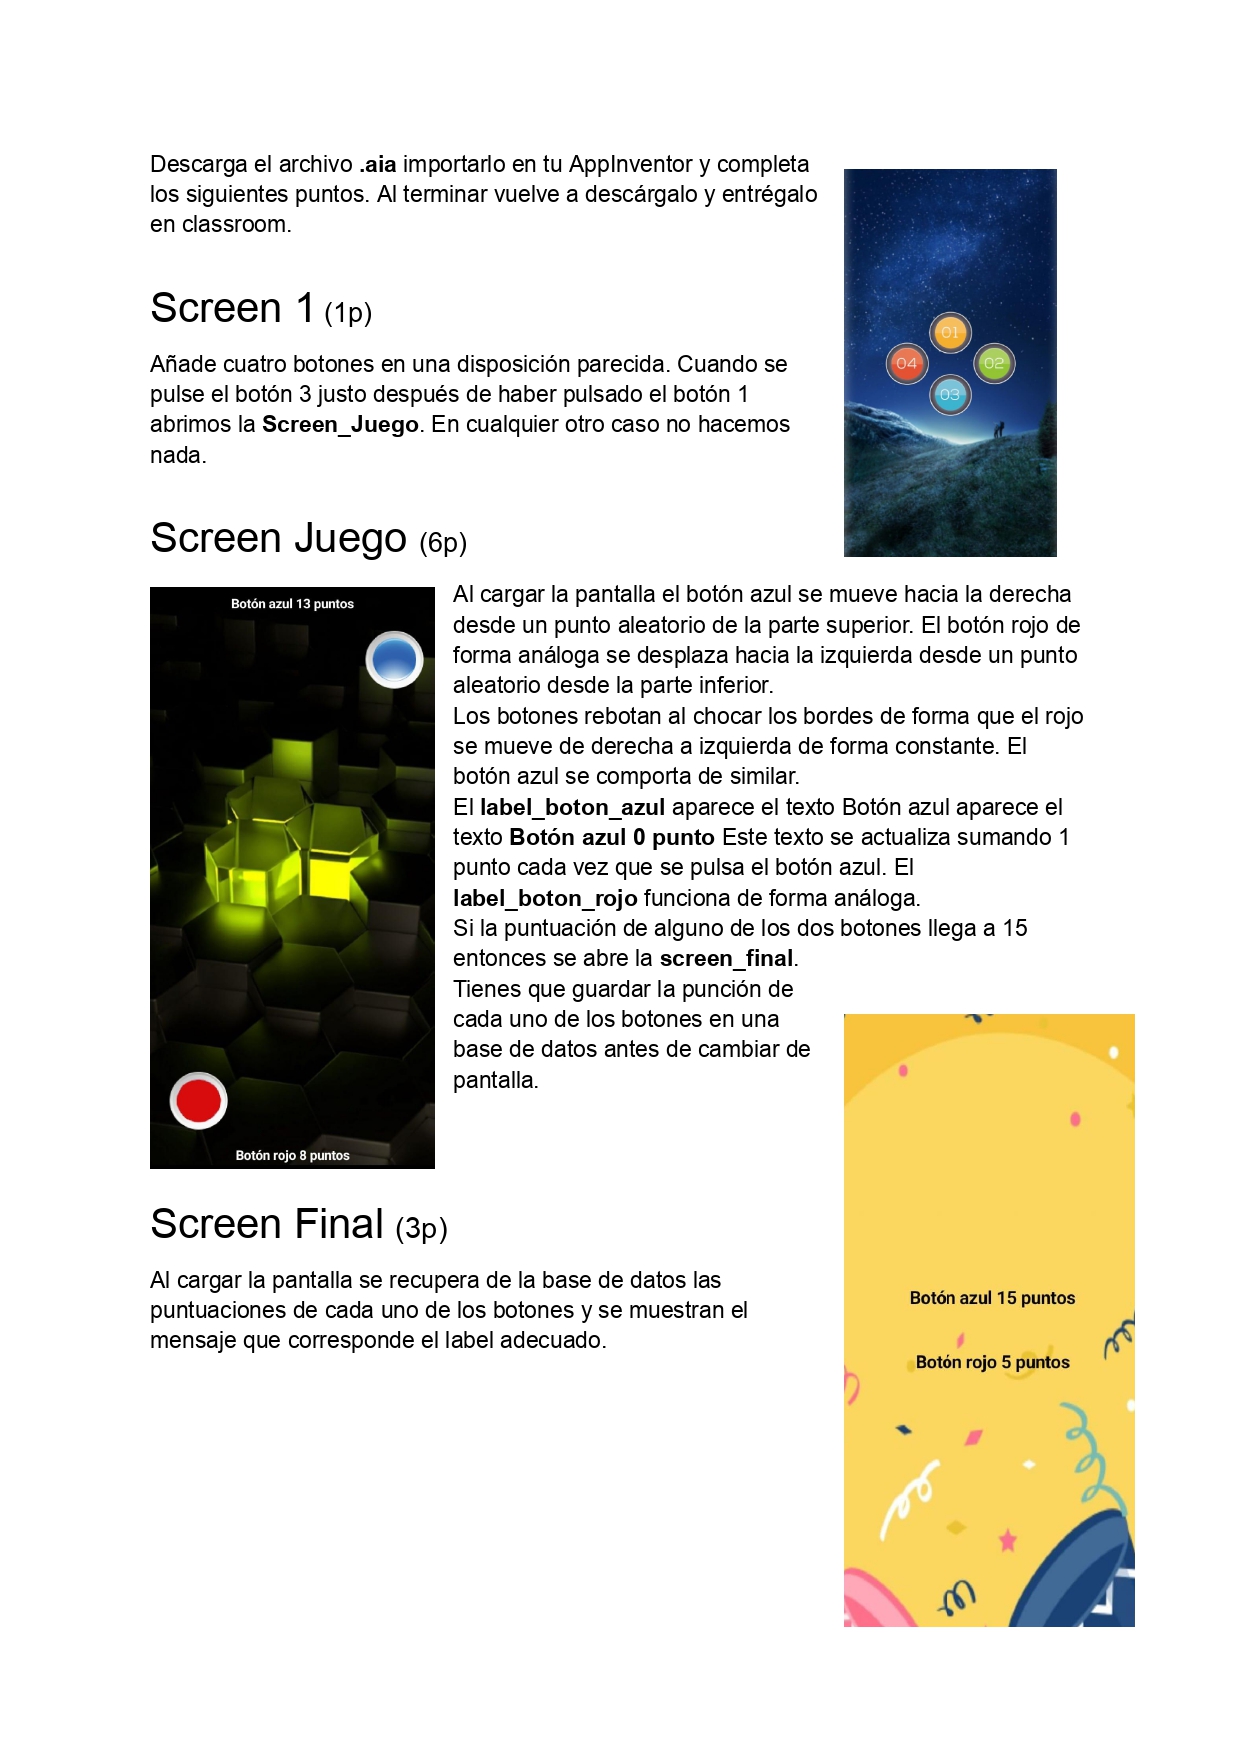 Descarga el archivo .aia importarlo en tu AppInventor y completa
los siguientes puntos. Al terminar vuelve a descárgalo y entrégalo
en classroom.
Screen 1 (1p)
Añade cuatro botones en una disposición parecida. Cuando se
pulse el botón 3 justo después de haber pulsado el botón 1
abrimos la Screen_Juego. En cualquier otro caso no hacemos
nada.
01
04
02
03
Screen Juego (6p)
Botón azul 13 puntos
Botón rojo 8 puntos
Al cargar la pantalla el botón azul se mueve hacia la derecha
desde un punto aleatorio de la parte superior. El botón rojo de
forma análoga se desplaza hacia la izquierda desde un punto
aleatorio desde la parte inferior.
Los botones rebotan al chocar los bordes de forma que el rojo
se mueve de derecha a izquierda de forma constante. El
botón azul se comporta de similar.
El label_boton_azul aparece el texto Botón azul aparece el
texto Botón azul 0 punto Este texto se actualiza sumando 1
punto cada vez que se pulsa el botón azul. El
label_boton_rojo funciona de forma análoga.
Si la puntuación de alguno de los dos botones llega a 15
entonces se abre la screen_final.
Tienes que guardar la punción de
cada uno de los botones en una
base de datos antes de cambiar de
pantalla.
Screen Final (3p)
Al cargar la pantalla se recupera de la base de datos las
puntuaciones de cada uno de los botones y se muestran el
mensaje que corresponde el label adecuado.
Botón azul 15 puntos
Botón rojo 5 puntos